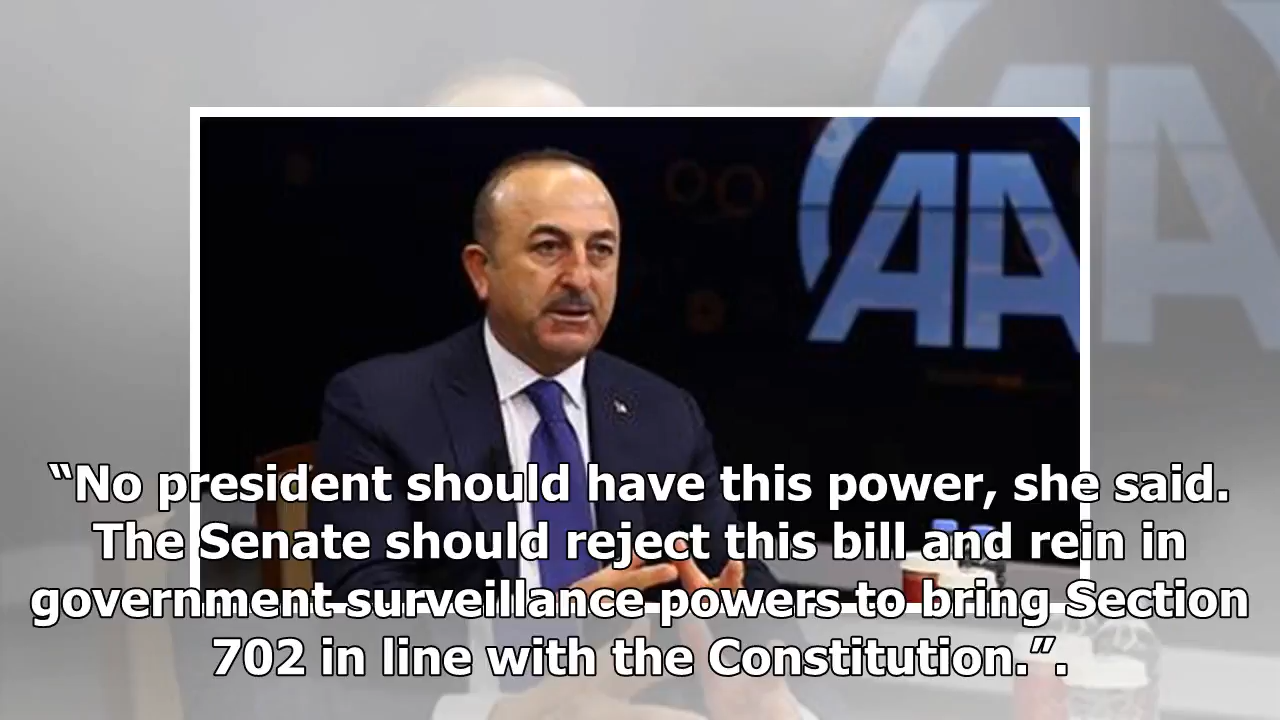 AA
“No president should have this power, she said.
The Senate should reject this bill and rein in
government surveillance powers to bring Section
702 in line with the Constitution.”.